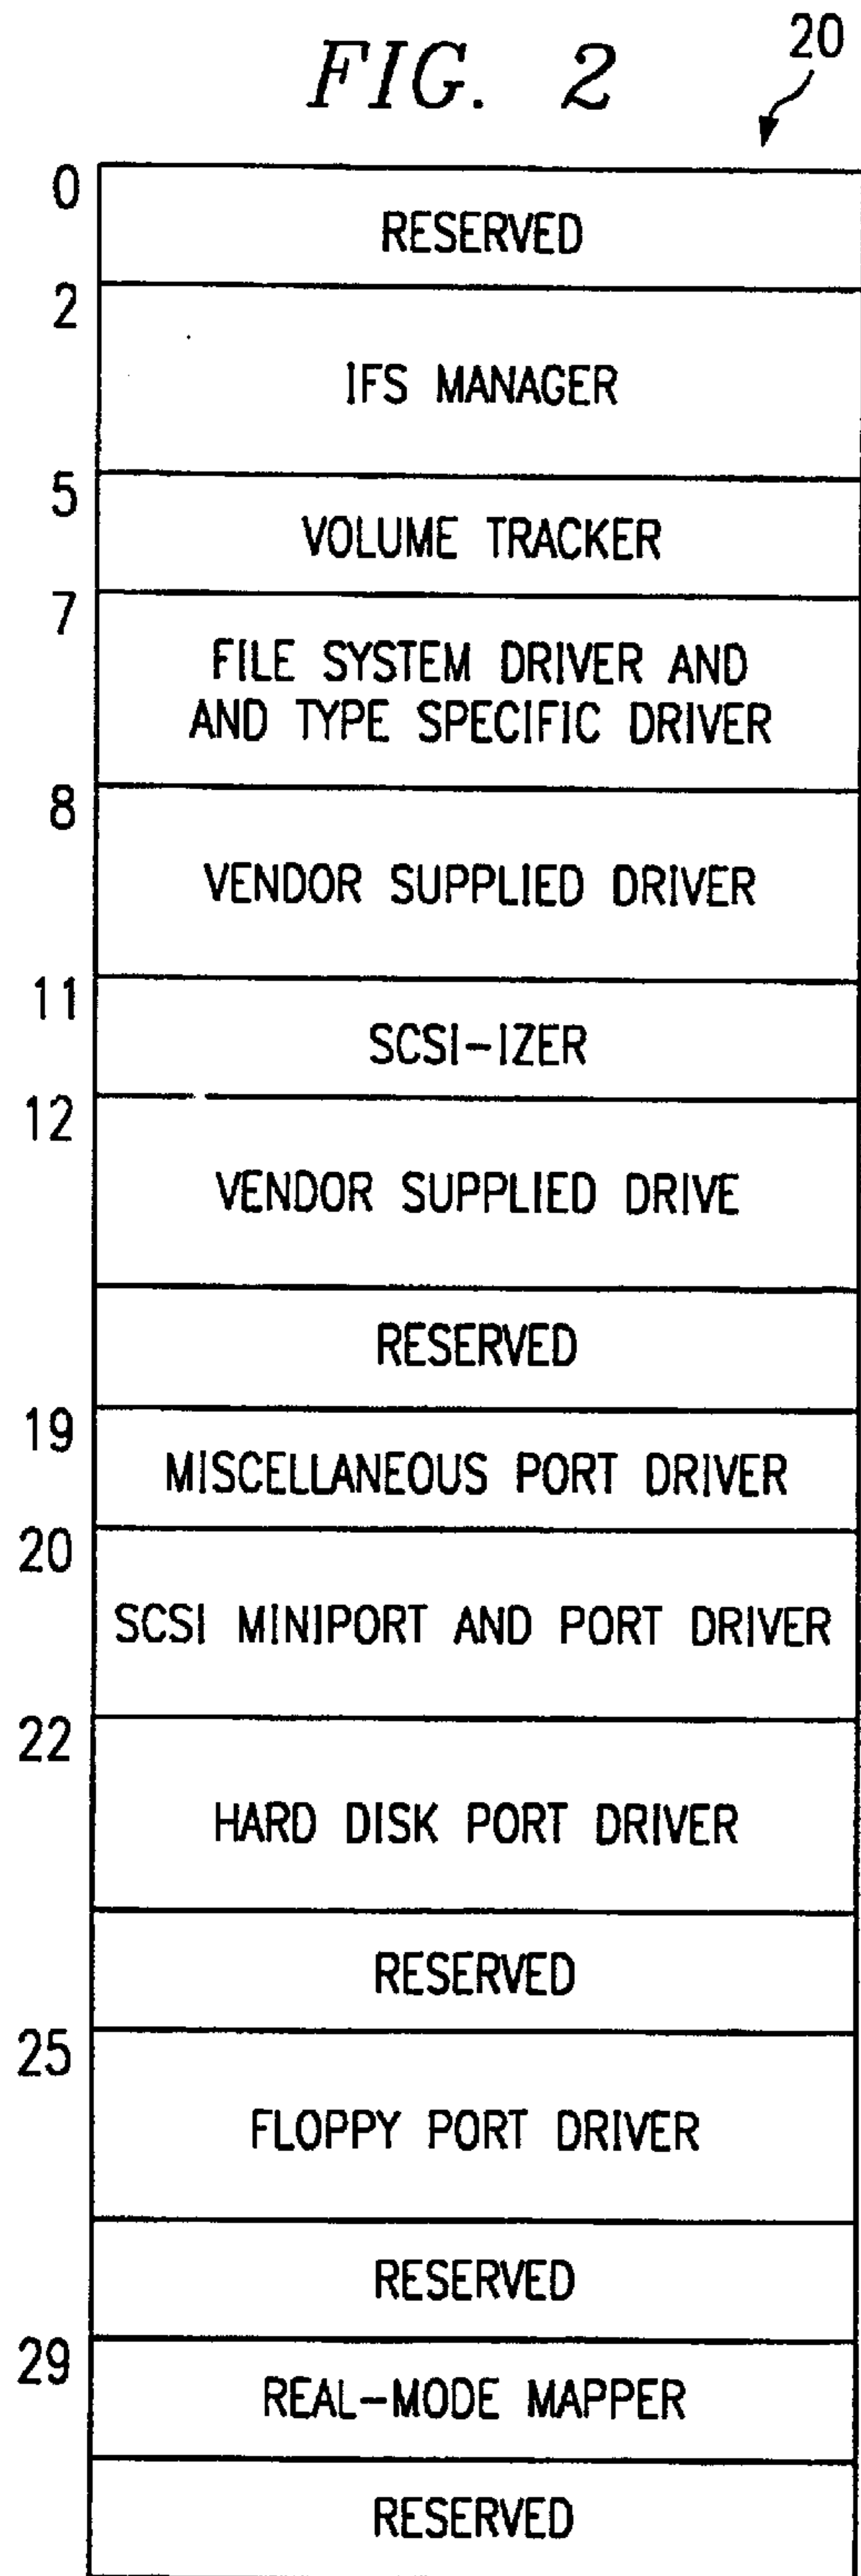 FIG. 2
20
0
RESERVED
2
IFS MANAGER
5
VOLUME TRACKER
7
FILE SYSTEM DRIVER AND
AND TYPE SPECIFIC DRIVER
8
VENDOR SUPPLIED DRIVER
11
SCSI-IZER
12
VENDOR SUPPLIED DRIVE
RESERVED
19
MISCELLANEOUS PORT DRIVER
20
SCSI MINIPORT AND PORT DRIVER
22
HARD DISK PORT DRIVER
RESERVED
25
FLOPPY PORT DRIVER
RESERVED
29
REAL-MODE MAPPER
RESERVED